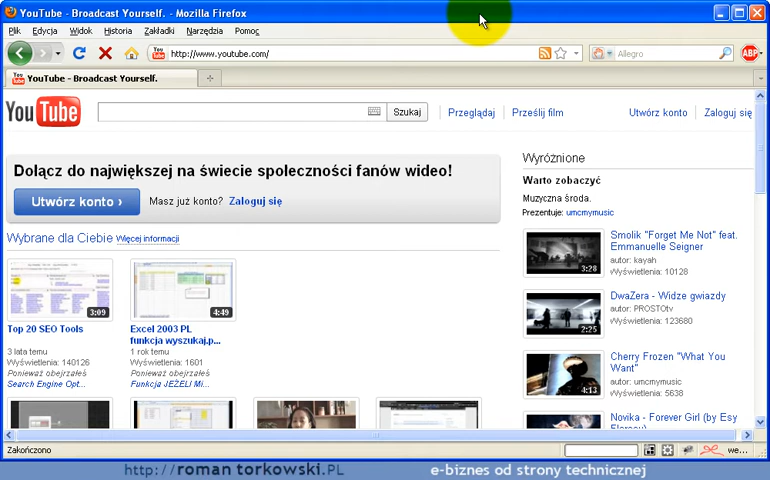 YouTube - Broadcast Yourself. - Mozilla Firefox
Plik Edycja Widok Historia Zakładki Narzędzia Pomoc
http://www.youtube.com/
Allegro
ABP
YouTube - Broadcast Yourself.
YouTube
Szukaj
Przeglądaj
Prześlij film
Utwórz konto
Zaloguj się
Dołącz do największej na świecie społeczności fanów wideo!
Utwórz konto ›
Masz już konto? Zaloguj się
Wybrane dla Ciebie Więcej informacji
3:09
Top 20 SEO Tools
3 lata temu
Wyświetlenia: 140126
Ponieważ obejrzałeś
Search Engine Opt...
4:49
Excel 2003 PL
funkcja wyszukaj.p...
1 rok temu
Wyświetlenia: 1601
Ponieważ obejrzałeś
Funkcja JEŻELI Mi...
Wyróżnione
Warto zobaczyć
Muzyczna środa.
Prezentuje: umcmymusic
3:28
Smolik "Forget Me Not" feat.
Emmanuelle Seigner
autor: kayah
Wyświetlenia: 10128
2:25
DwaZera - Widze gwiazdy
autor: PROSTOtv
Wyświetlenia: 123680
4:13
Cherry Frozen "What You
Want"
autor: umcmymusic
Wyświetlenia: 5638
Novika - Forever Girl (by Esy
Zakończono
we...
http://roman torkowski.PL
e-biznes od strony technicznej